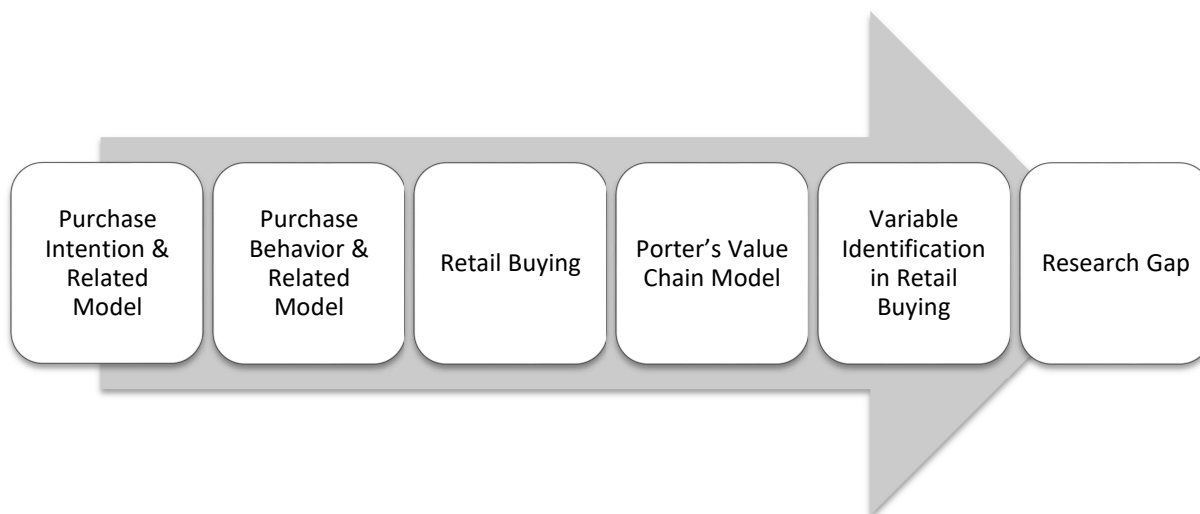 Purchase
Intention &
Related
Model
Purchase
Behavior &
Related
Model
Retail Buying
Porter’s Value
Chain Model
Variable
Identification
in Retail
Buying
Research Gap